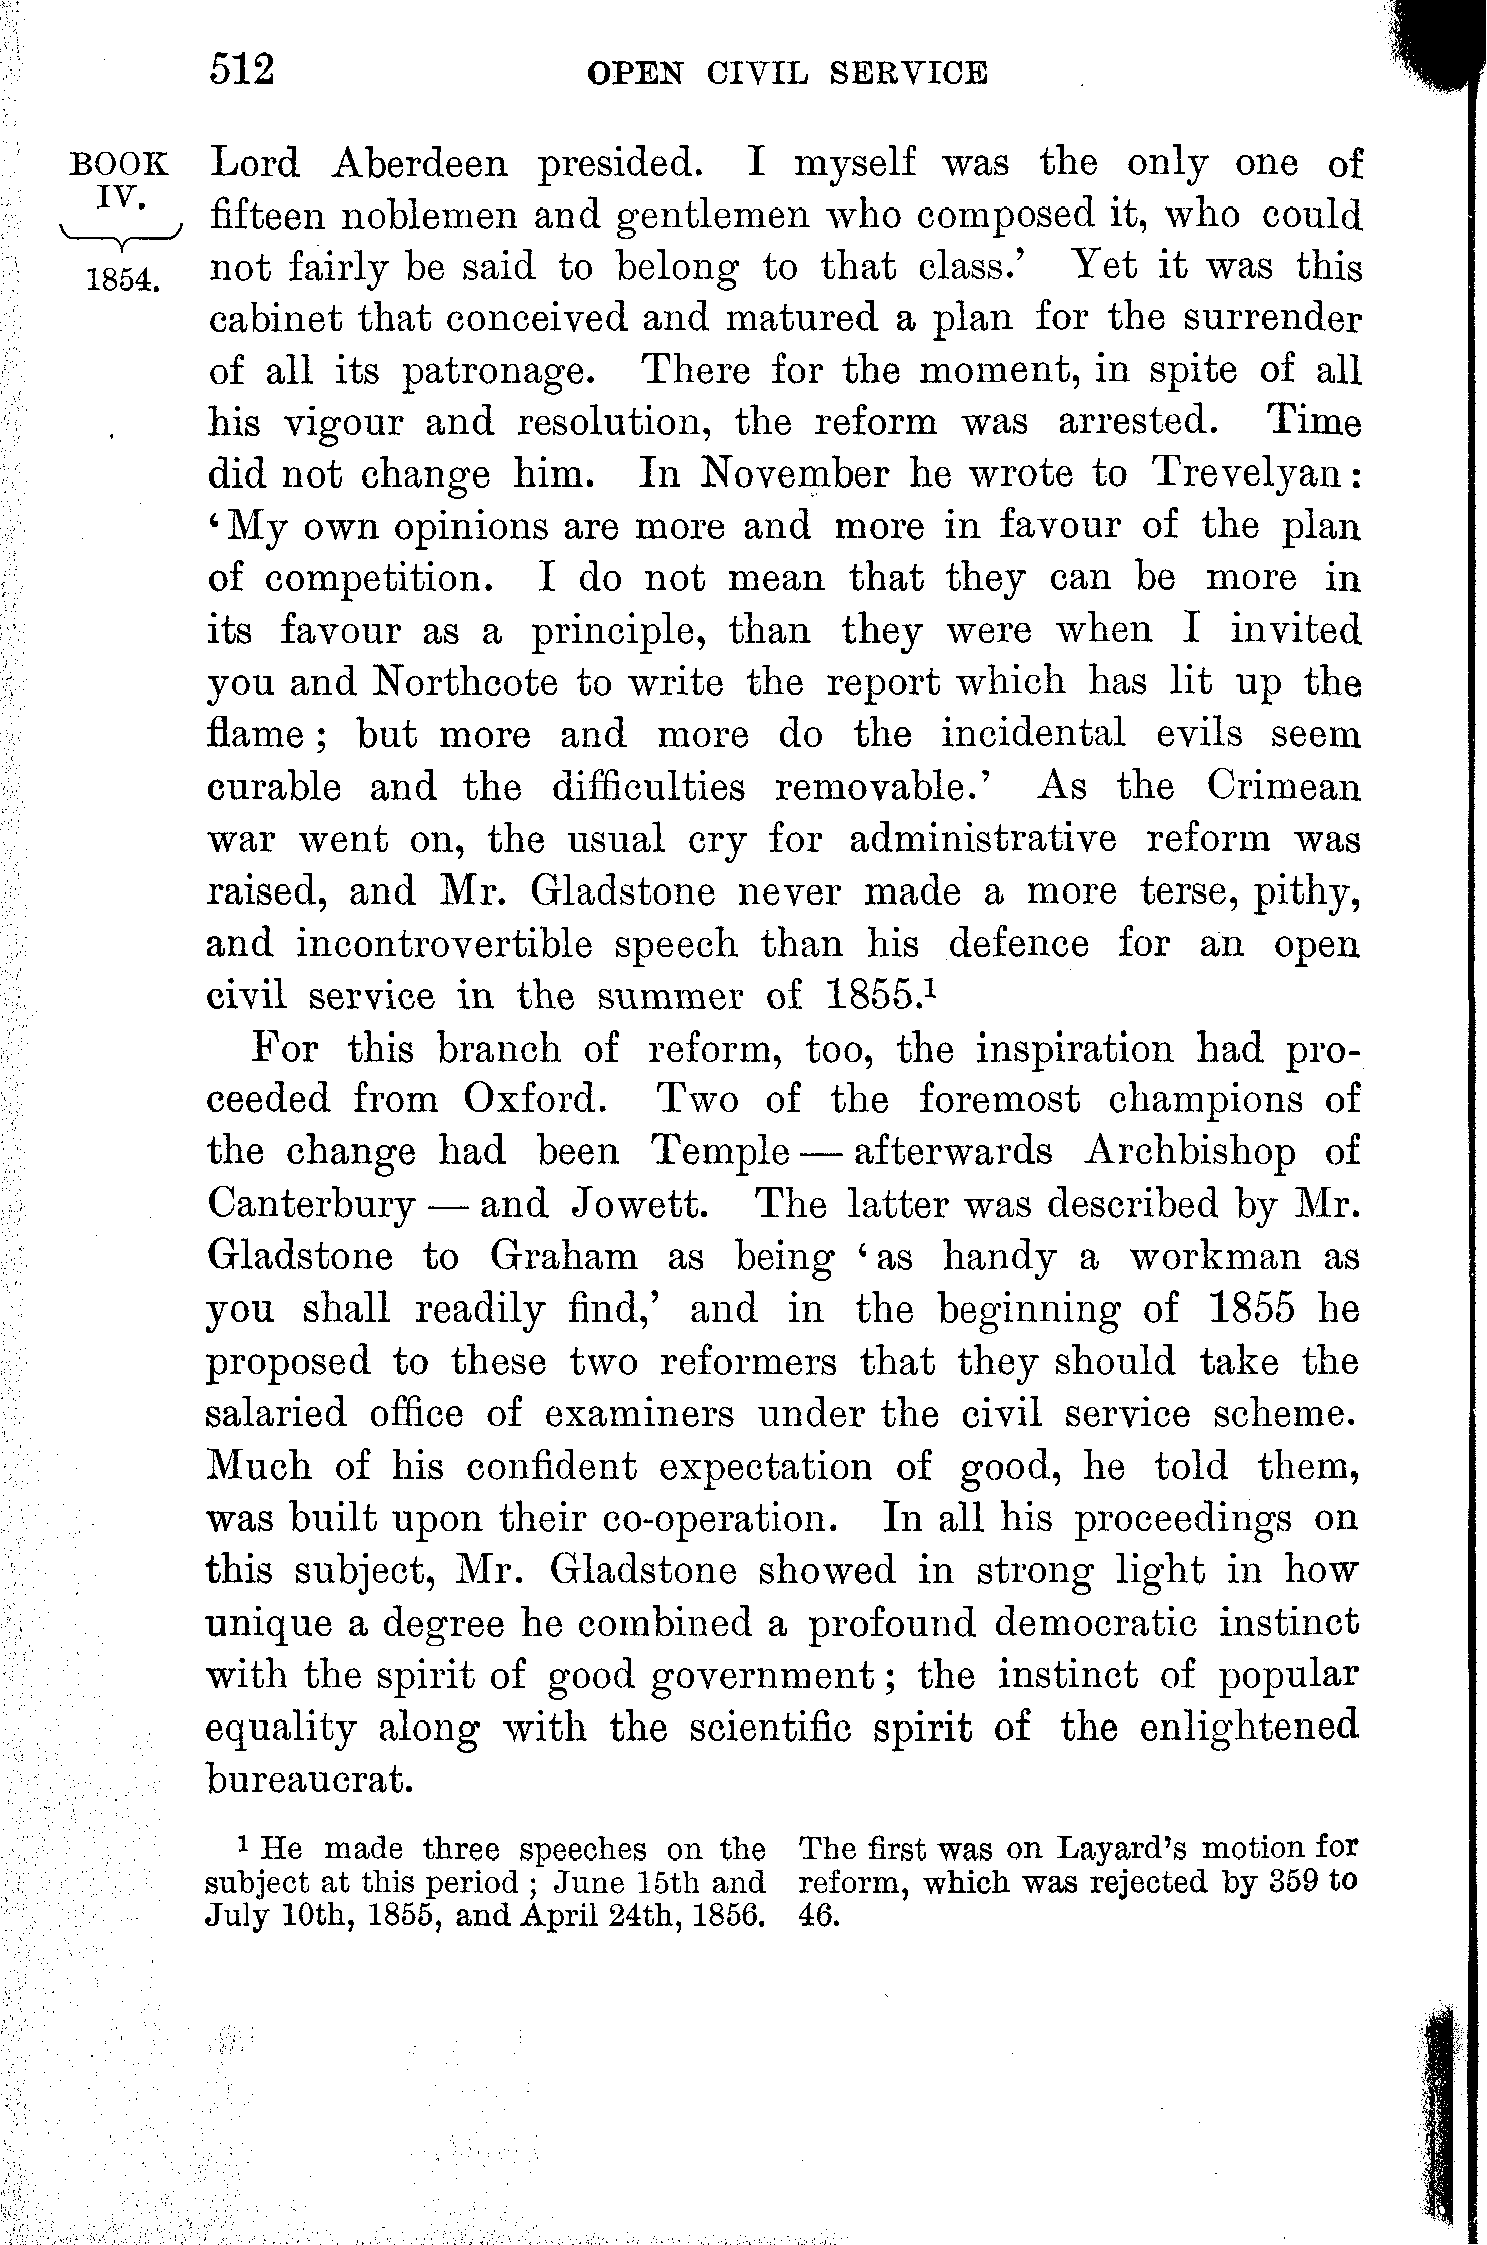 512 OPEN CIVIL SERVICE
BOOK
IV.
1854.
Lord Aberdeen presided. I myself was the only one of
fifteen noblemen and gentlemen who composed it, who could
not fairly be said to belong to that class.’ Yet it was this
cabinet that conceived and matured a plan for the surrender
of all its patronage. There for the moment, in spite of all
his vigour and resolution, the reform was arrested. Time
did not change him. In November he wrote to Trevelyan :
‘ My own opinions are more and more in favour of the plan
of competition. I do not mean that they can be more in
its favour as a principle, than they were when I invited
you and Northcote to write the report which has lit up the
flame ; but more and more do the incidental evils seem
curable and the difficulties removable.’ As the Crimean
war went on, the usual cry for administrative reform was
raised, and Mr. Gladstone never made a more terse, pithy,
and incontrovertible speech than his defence for an open
civil service in the summer of 1855.¹
For this branch of reform, too, the inspiration had pro-
ceeded from Oxford. Two of the foremost champions of
the change had been Temple — afterwards Archbishop of
Canterbury — and Jowett. The latter was described by Mr.
Gladstone to Graham as being ‘ as handy a workman as
you shall readily find,’ and in the beginning of 1855 he
proposed to these two reformers that they should take the
salaried office of examiners under the civil service scheme.
Much of his confident expectation of good, he told them,
was built upon their co-operation. In all his proceedings on
this subject, Mr. Gladstone showed in strong light in how
unique a degree he combined a profound democratic instinct
with the spirit of good government ; the instinct of popular
equality along with the scientific spirit of the enlightened
bureaucrat.
¹ He made three speeches on the
subject at this period ; June 15th and
July 10th, 1855, and April 24th, 1856.
The first was on Layard’s motion for
reform, which was rejected by 359 to
46.